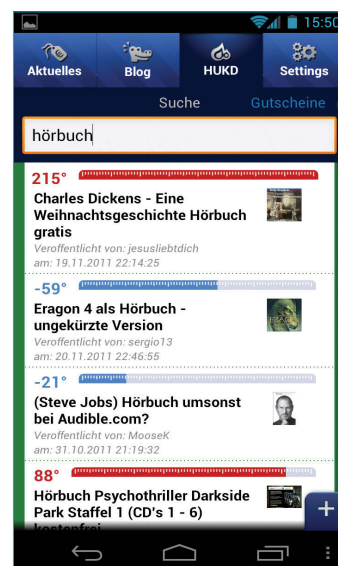 15:50
Aktuelles
Blog
HUKD
Settings
Suche
Gutscheine
hörbuch
215°
Charles Dickens - Eine
Weihnachtsgeschichte Hörbuch
gratis
Veroffentlicht von: jesusliebtdich
am: 19.11.2011 22:14:25
-59°
Eragon 4 als Hörbuch -
ungekürzte Version
Veroffentlicht von: sergio13
am: 20.11.2011 22:46:55
-21°
(Steve Jobs) Hörbuch umsonst
bei Audible.com?
Veroffentlicht von: MooseK
am: 31.10.2011 21:19:32
88°
Hörbuch Psychothriller Darkside
Park Staffel 1 (CD's 1 - 6)
kostenfrei
+